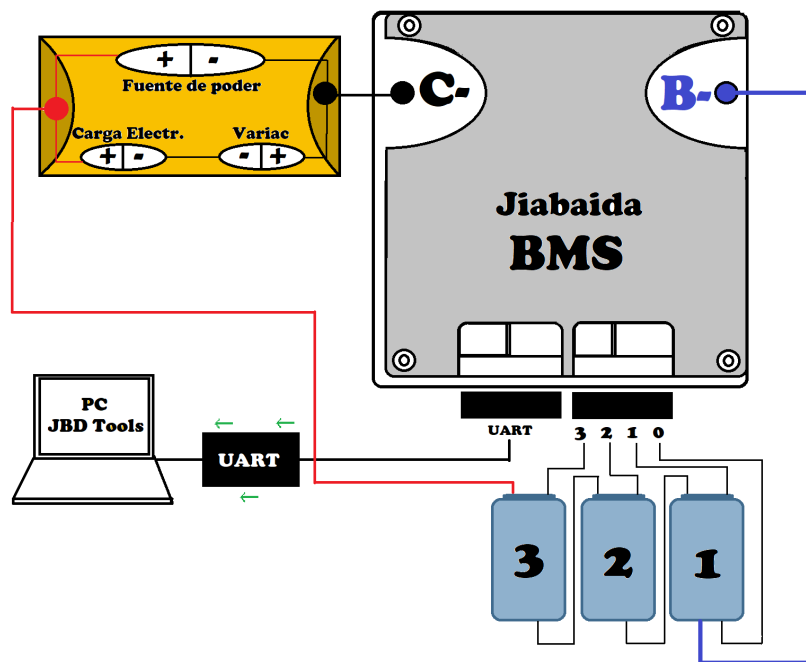 + -
Fuente de poder
Carga Electr. Variac
+ - - +
C-
B-
Jiabaida
BMS
PC
JBD Tools
UART
UART
3 2 1 0
3 2 1